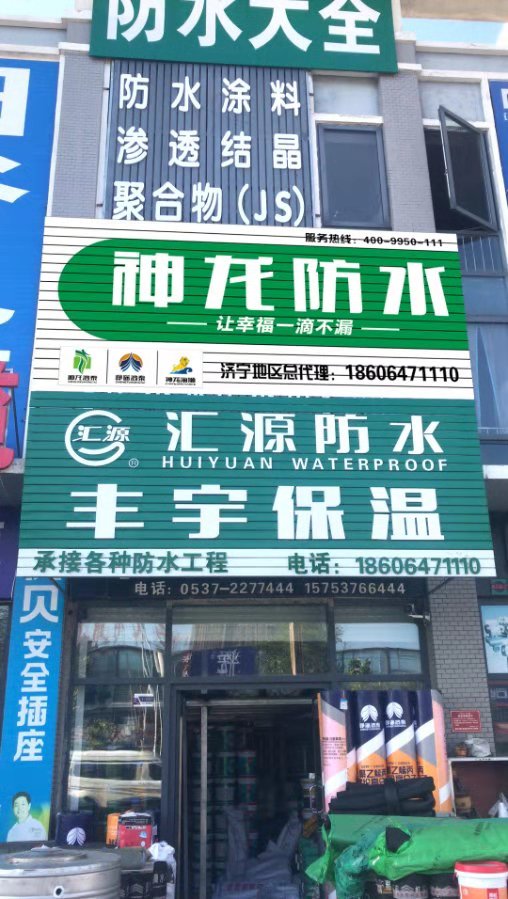 防水大全
防水涂料
渗透结晶
聚合物(JS)
服务热线：400-9950-111
神龙防水
让幸福一滴不漏
济宁地区总代理：18606471110
汇源
®
汇源防水
HUIYUAN WATERPROOF
丰宇保温
承接各种防水工程
电话：18606471110
电话：0537-2277444 15753766444
贝安全插座